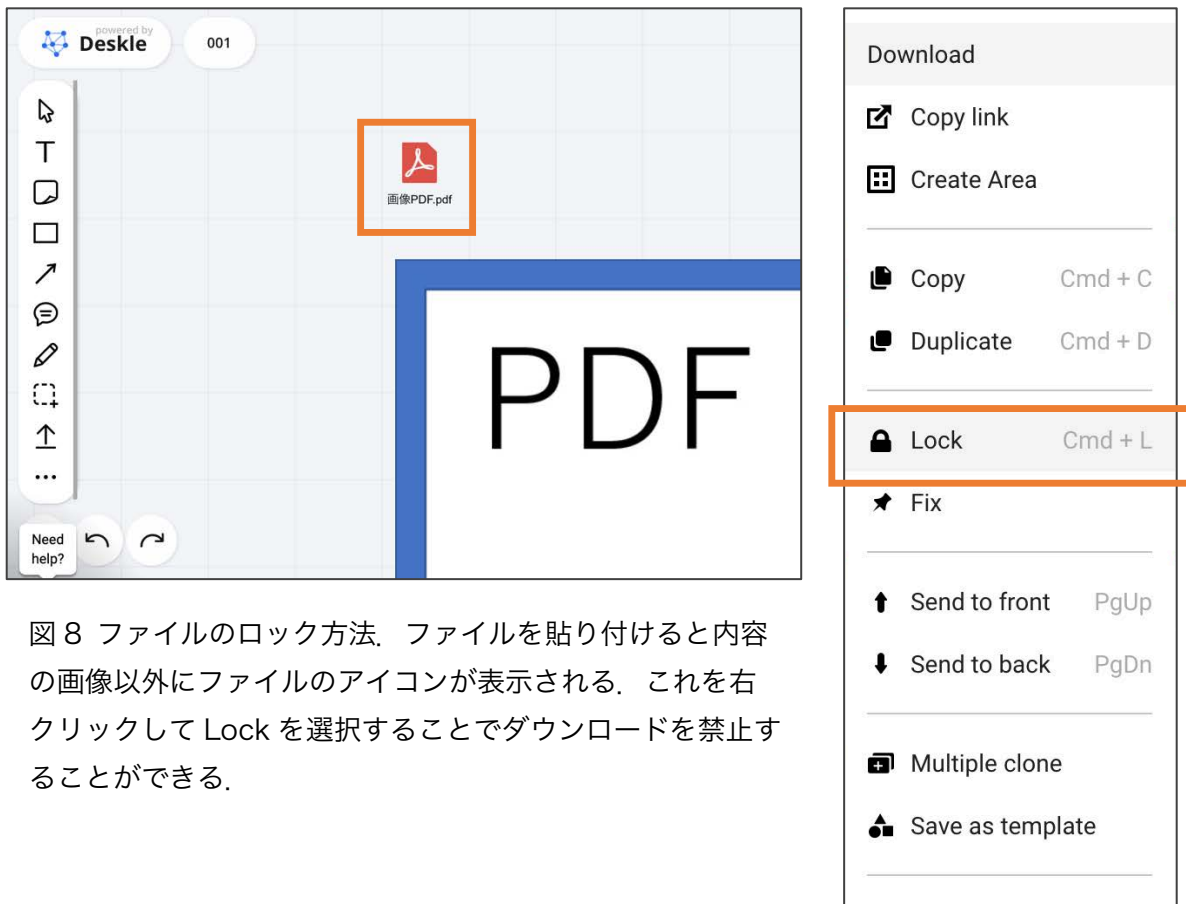 powered by
Deskle
001
T
画像PDF.pdf
PDF
Need
help?
図８ ファイルのロック方法．ファイルを貼り付けると内容
の画像以外にファイルのアイコンが表示される．これを右
クリックして Lock を選択することでダウンロードを禁止す
ることができる．
Download
Copy link
Create Area
Copy Cmd + C
Duplicate Cmd + D
Lock Cmd + L
Fix
Send to front PgUp
Send to back PgDn
Multiple clone
Save as template